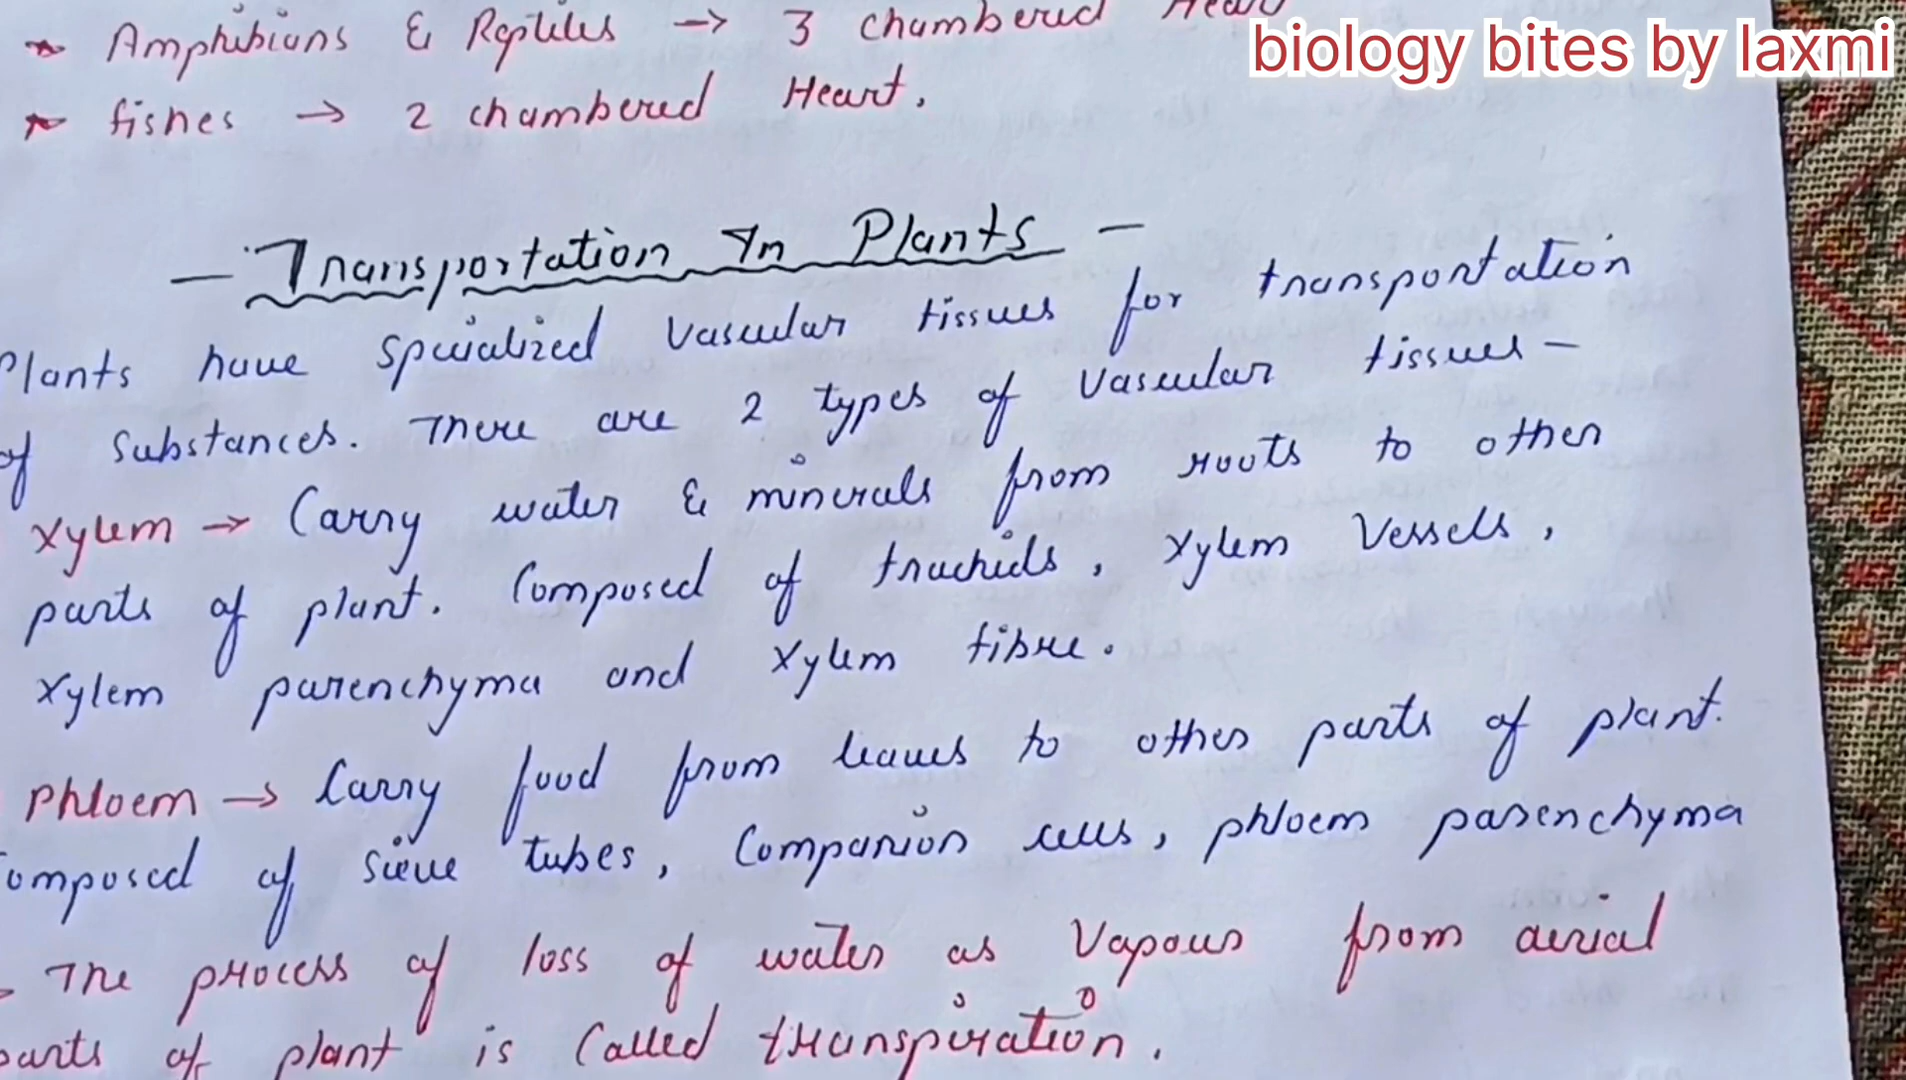 * Amphibians & Reptiles → 3 chambered Heart
biology bites by laxmi
* fishes → 2 chambered Heart.
— Transportation In Plants —
Plants have specialized vascular tissues for transportation
of substances. There are 2 types of vascular tissues —
Xylem → Carry water & minerals from roots to other
parts of plant. Composed of trachids, Xylem Vessels,
Xylem parenchyma and Xylem fibre.
Phloem → Carry food from leaves to other parts of plant.
Composed of sieve tubes, Companion cells, phloem parenchyma
The process of loss of water as Vapour from aerial
parts of plant is Called transpiration.